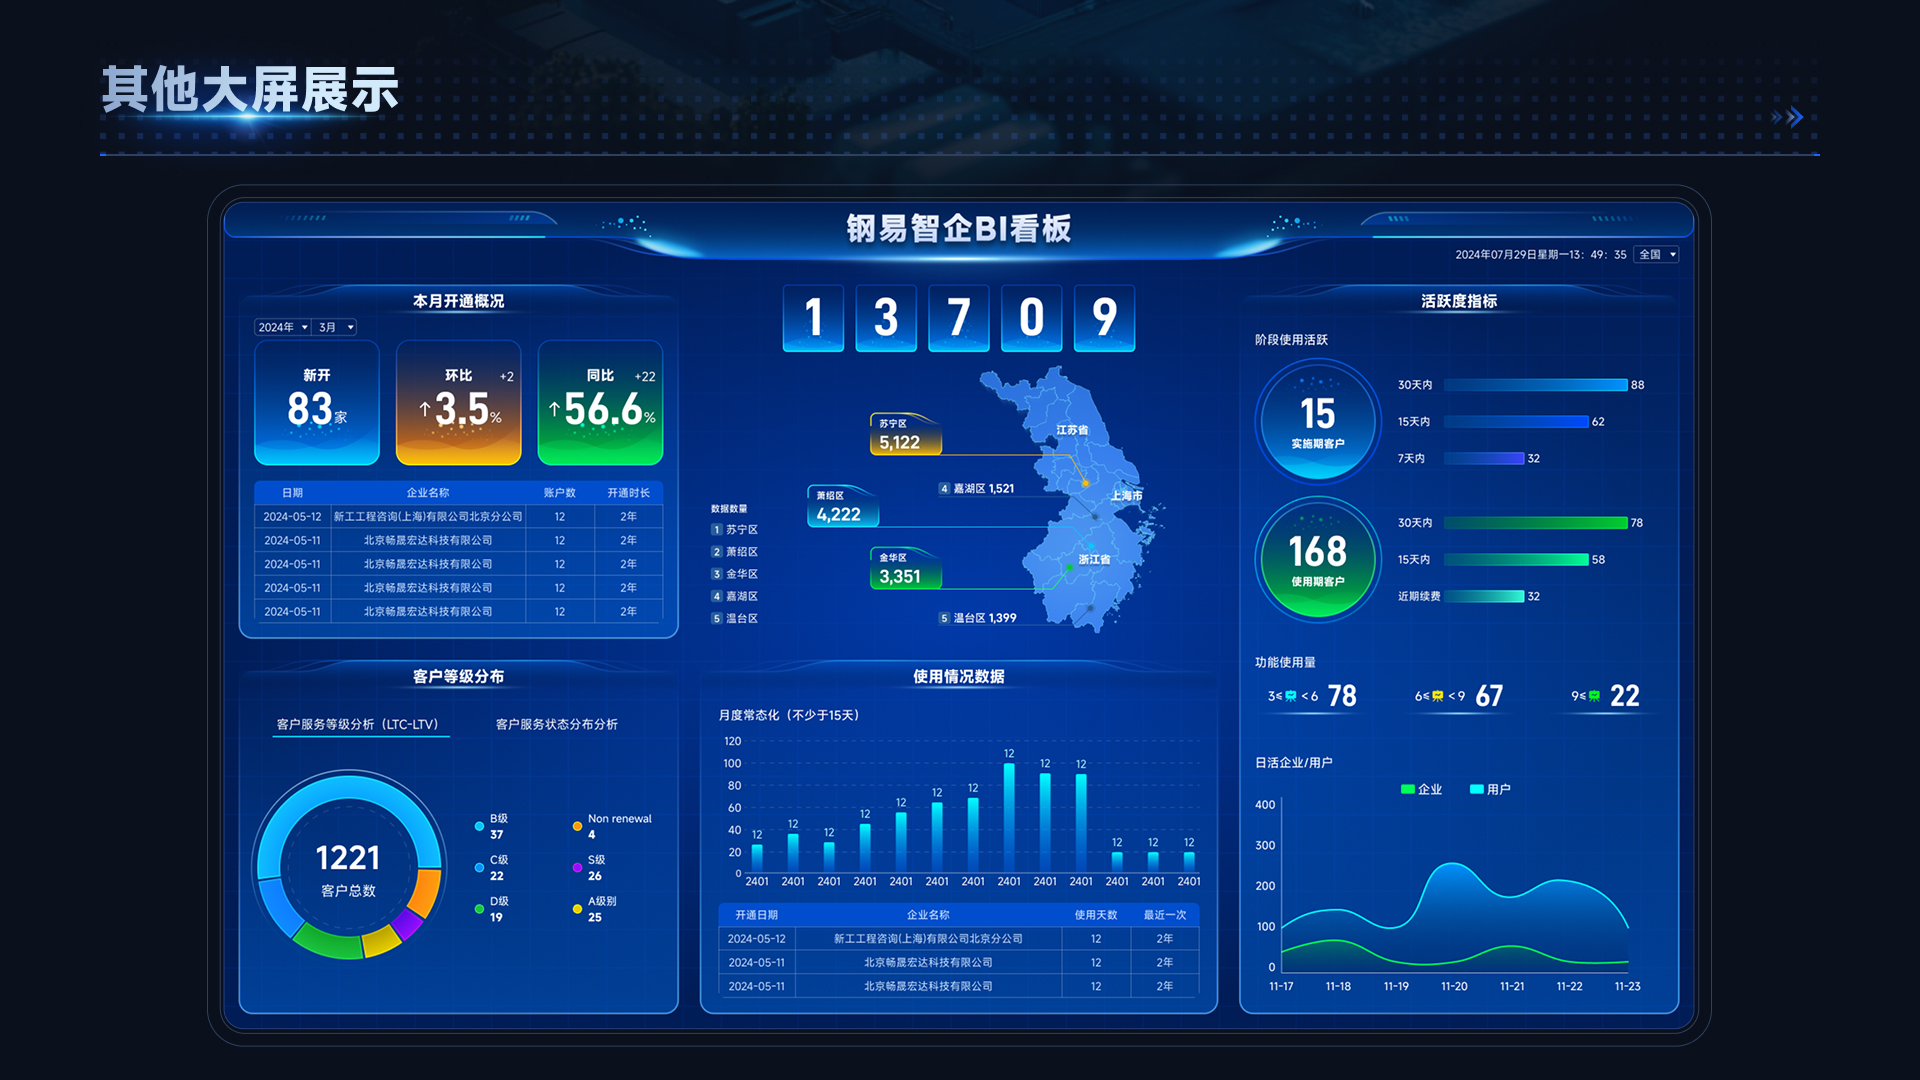 其他大屏展示
钢易智企BI看板
2024年07月29日星期一13：49：35 全国
本月开通概况
2024年 3月
新开
83家
环比 +2
↑3.5%
同比 +22
↑56.6%
日期 企业名称 账户数 开通时长
2024-05-12 新工工程咨询(上海)有限公司北京分公司 12 2年
2024-05-11 北京畅晟宏达科技有限公司 12 2年
2024-05-11 北京畅晟宏达科技有限公司 12 2年
2024-05-11 北京畅晟宏达科技有限公司 12 2年
2024-05-11 北京畅晟宏达科技有限公司 12 2年
1 3 7 0 9
江苏省
上海市
浙江省
苏宁区
5,122
4 嘉湖区 1,521
萧绍区
4,222
金华区
3,351
5 温台区 1,399
数据数量
1 苏宁区
2 萧绍区
3 金华区
4 嘉湖区
5 温台区
活跃度指标
阶段使用活跃
15
实施期客户
30天内 88
15天内 62
7天内 32
168
使用期客户
30天内 78
15天内 58
近期续费 32
功能使用量
3≤ <6 78
6≤ <9 67
9≤ 22
日活企业/用户
企业 用户
400
300
200
100
0
11-17 11-18 11-19 11-20 11-21 11-22 11-23
客户等级分布
客户服务等级分析（LTC-LTV） 客户服务状态分布分析
1221
客户总数
B级
37
Non renewal
4
C级
22
S级
26
D级
19
A级别
25
使用情况数据
月度常态化（不少于15天）
120
100
80
60
40
20
0
12 12 12 12 12 12 12 12 12 12 12 12 12
2401 2401 2401 2401 2401 2401 2401 2401 2401 2401 2401 2401 2401
开通日期 企业名称 使用天数 最近一次
2024-05-12 新工工程咨询(上海)有限公司北京分公司 12 2年
2024-05-11 北京畅晟宏达科技有限公司 12 2年
2024-05-11 北京畅晟宏达科技有限公司 12 2年